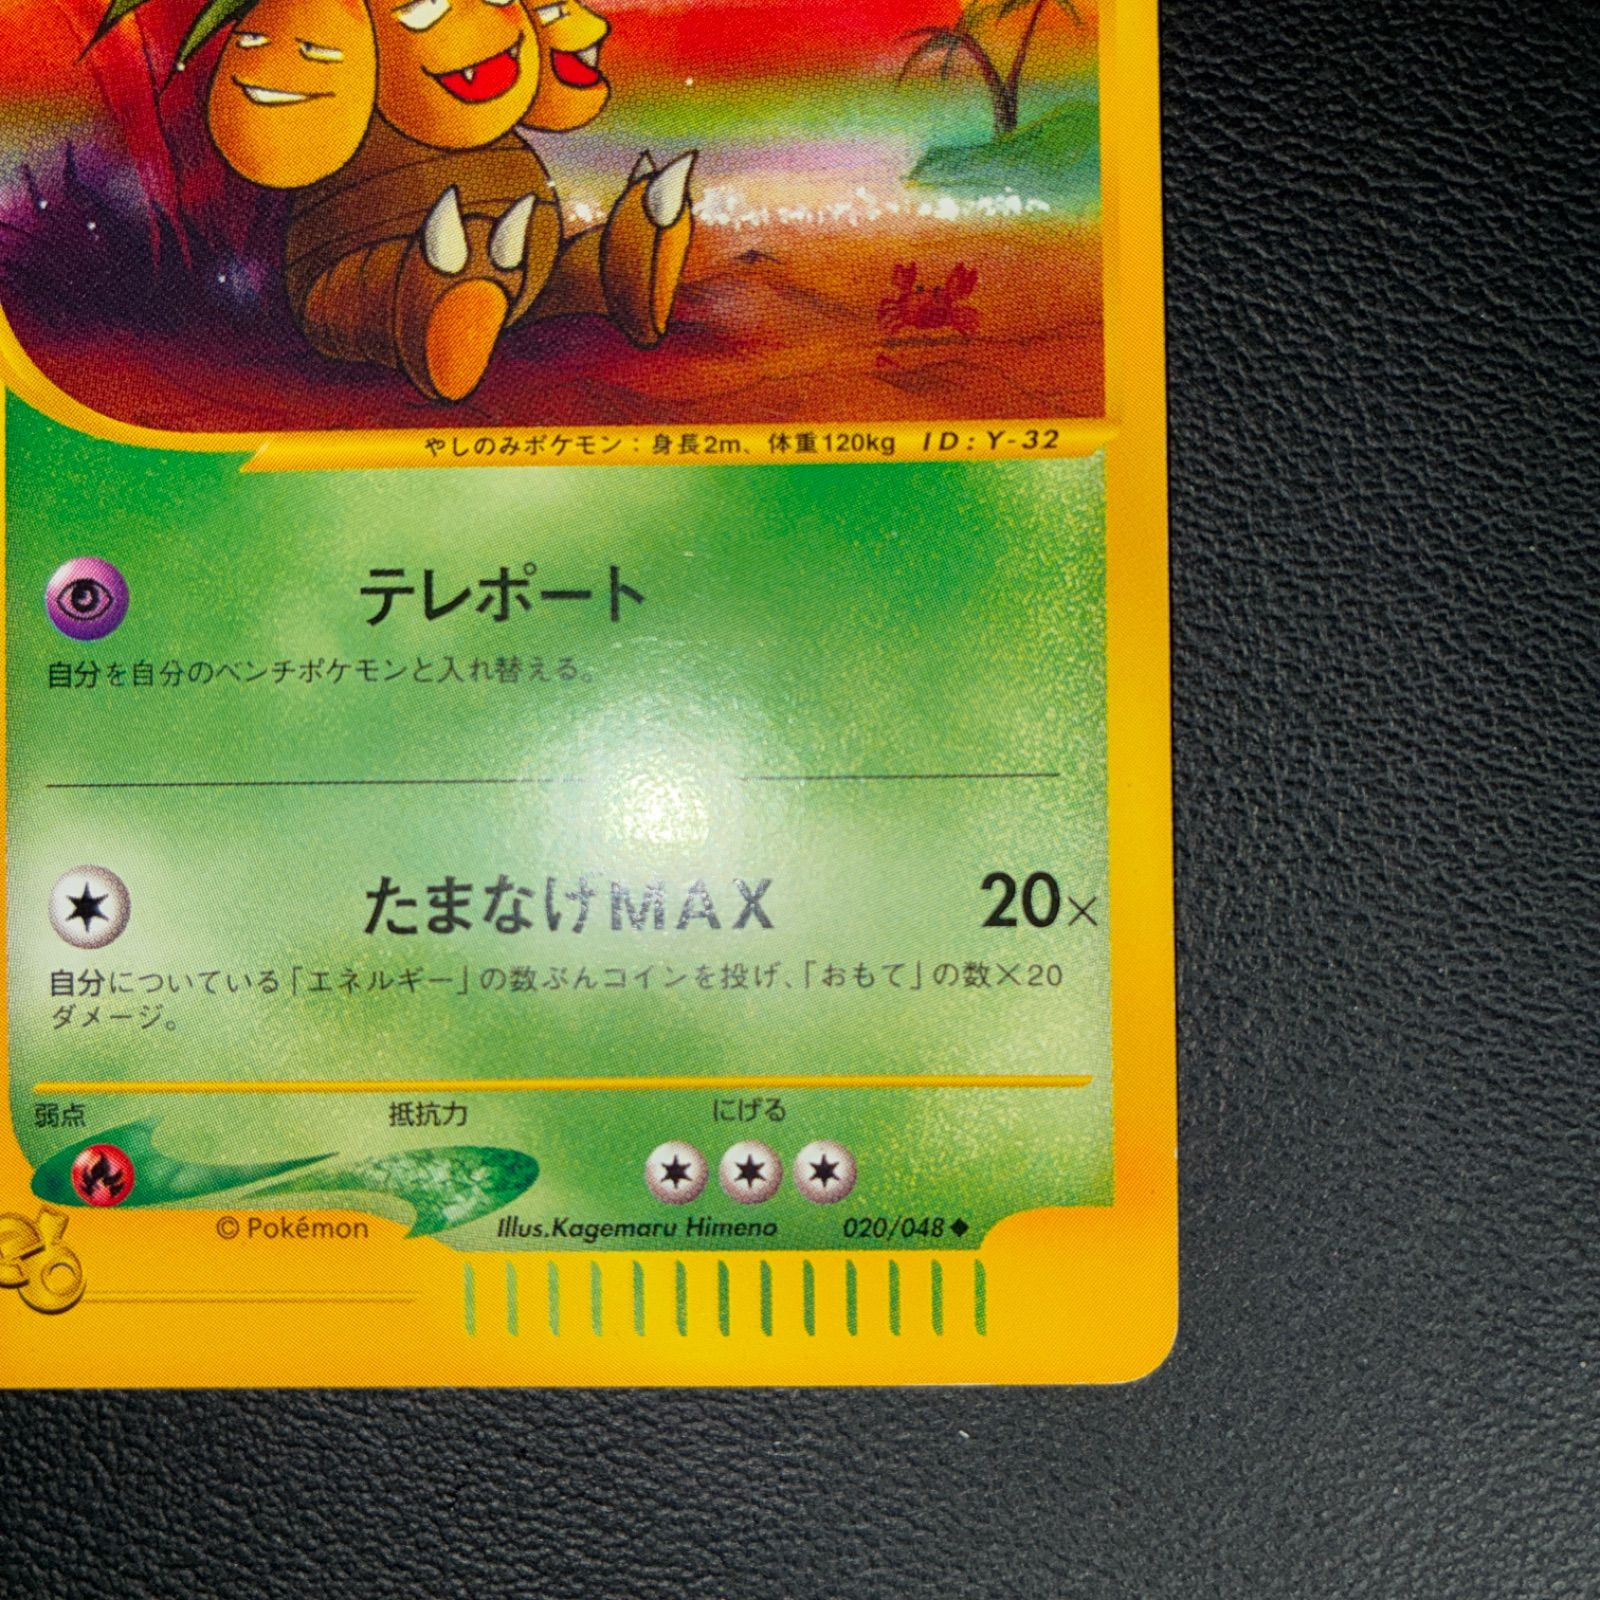 やしのみポケモン：身長2m、体重120kg ID:Y-32
テレポート
自分を自分のベンチポケモンと入れ替える。
たまなげMAX 20×
自分についている「エネルギー」の数ぶんコインを投げ、「おもて」の数×20
ダメージ。
弱点 抵抗力 にげる
© Pokémon Illus.Kagemaru Himeno 020/048◆